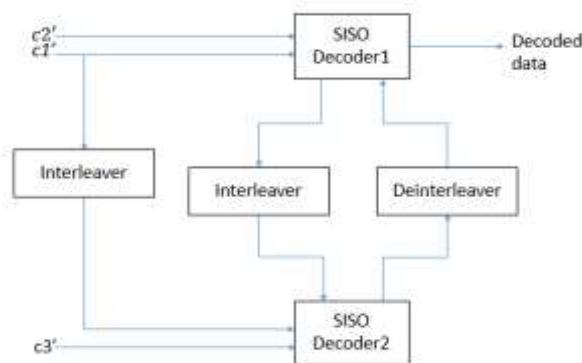 c2′
SISO
Decoder1
c1′
Decoded
data
Interleaver
Interleaver
Deinterleaver
SISO
Decoder2
c3′